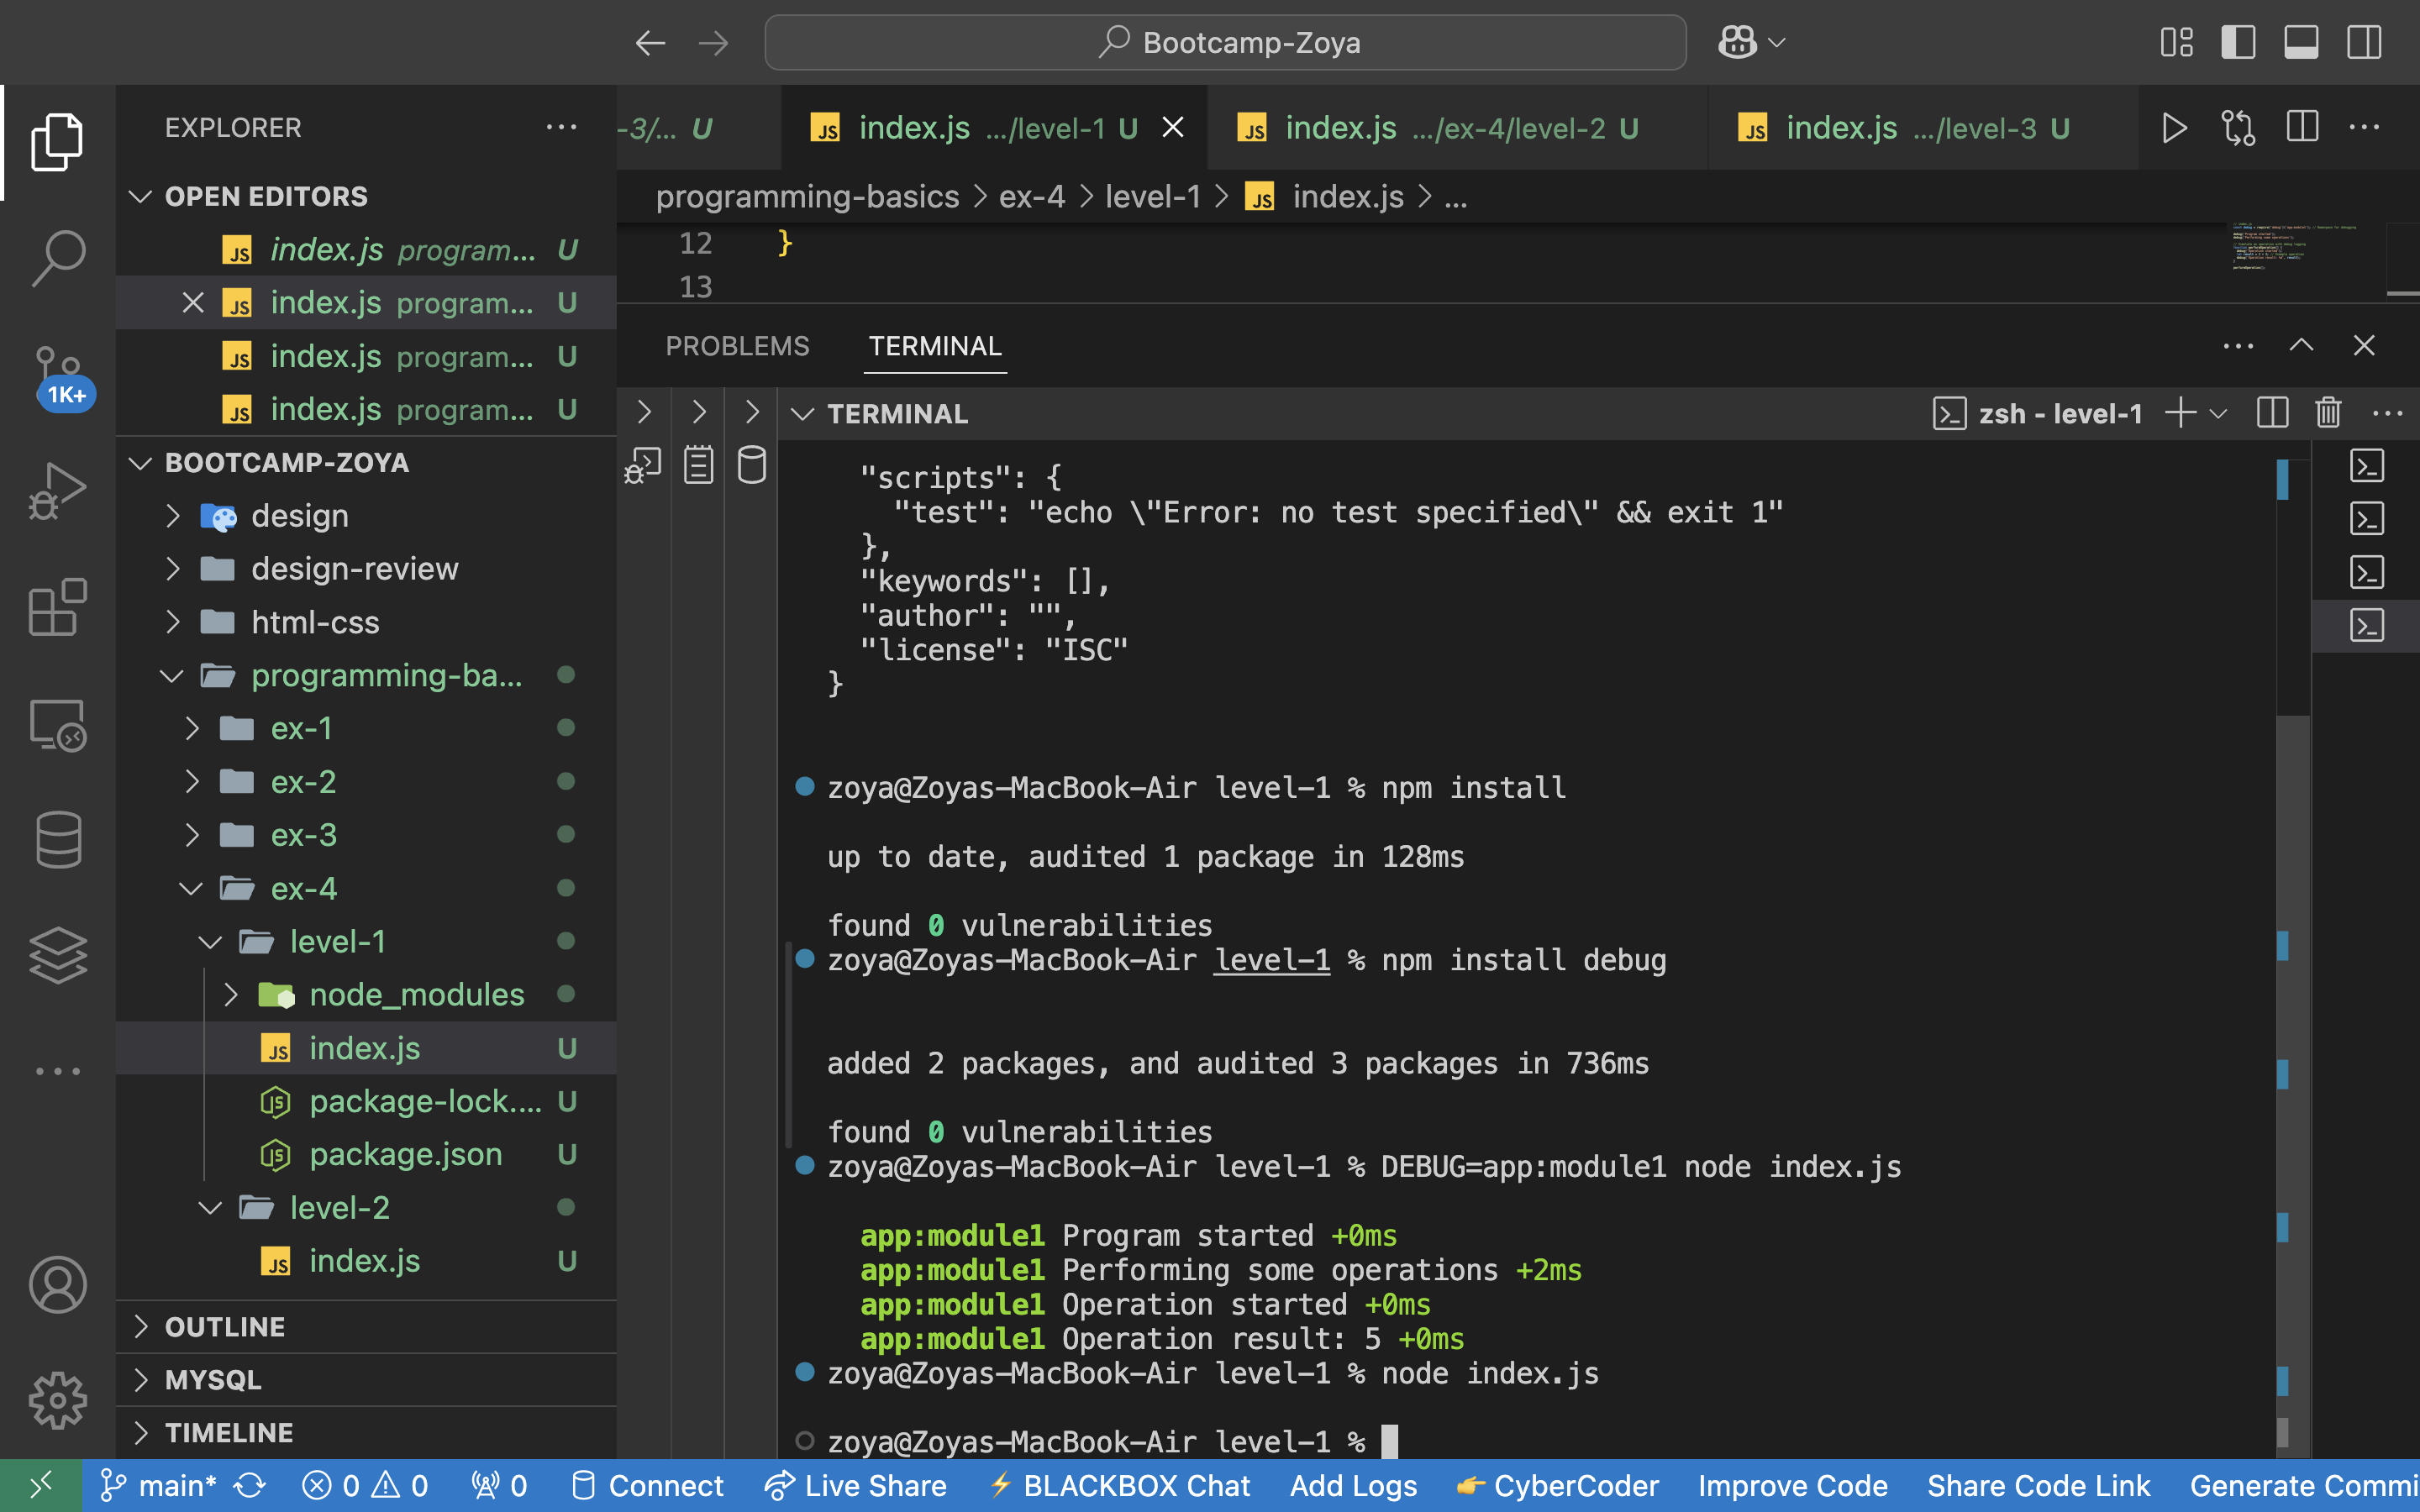 Bootcamp-Zoya
EXPLORER
-3/... U
index.js .../level-1 U
index.js .../ex-4/level-2 U
index.js .../level-3 U
OPEN EDITORS
programming-basics > ex-4 > level-1 > JS index.js > ...
JS index.js program... U
JS index.js program... U
JS index.js program... U
JS index.js program... U
12 }
13
PROBLEMS
TERMINAL
TERMINAL
zsh - level-1
1K+
BOOTCAMP-ZOYA
design
design-review
html-css
programming-ba...
ex-1
ex-2
ex-3
ex-4
level-1
node_modules
JS index.js U
package-lock.... U
package.json U
level-2
JS index.js U
OUTLINE
MYSQL
TIMELINE
"scripts": {
"test": "echo \"Error: no test specified\" && exit 1"
},
"keywords": [],
"author": "",
"license": "ISC"
}
zoya@Zoyas-MacBook-Air level-1 % npm install
up to date, audited 1 package in 128ms
found 0 vulnerabilities
zoya@Zoyas-MacBook-Air level-1 % npm install debug
added 2 packages, and audited 3 packages in 736ms
found 0 vulnerabilities
zoya@Zoyas-MacBook-Air level-1 % DEBUG=app:module1 node index.js
app:module1 Program started +0ms
app:module1 Performing some operations +2ms
app:module1 Operation started +0ms
app:module1 Operation result: 5 +0ms
zoya@Zoyas-MacBook-Air level-1 % node index.js
zoya@Zoyas-MacBook-Air level-1 %
main* 0 0 0 Connect Live Share BLACKBOX Chat Add Logs CyberCoder Improve Code Share Code Link Generate Commi